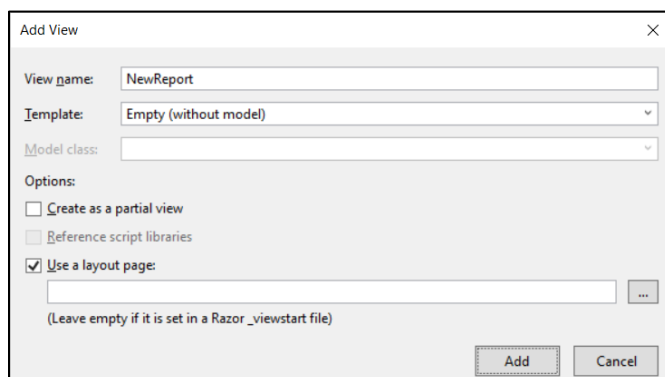 Add View
View name: NewReport
Template: Empty (without model)
Model class:
Options:
Create as a partial view
Reference script libraries
Use a layout page:
...
(Leave empty if it is set in a Razor _viewstart file)
Add Cancel